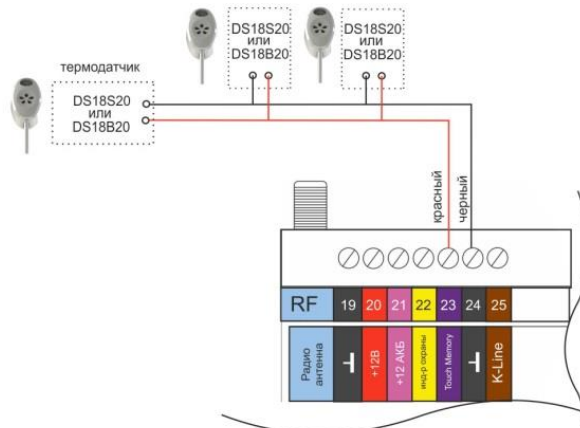 DS18S20
или
DS18B20
DS18S20
или
DS18B20
термодатчик
DS18S20
или
DS18B20
красный
черный
RF
19
20
21
22
23
24
25
Радио
антенна
+12В
+12 АКБ
инд-р охраны
Touch Memory
K-Line